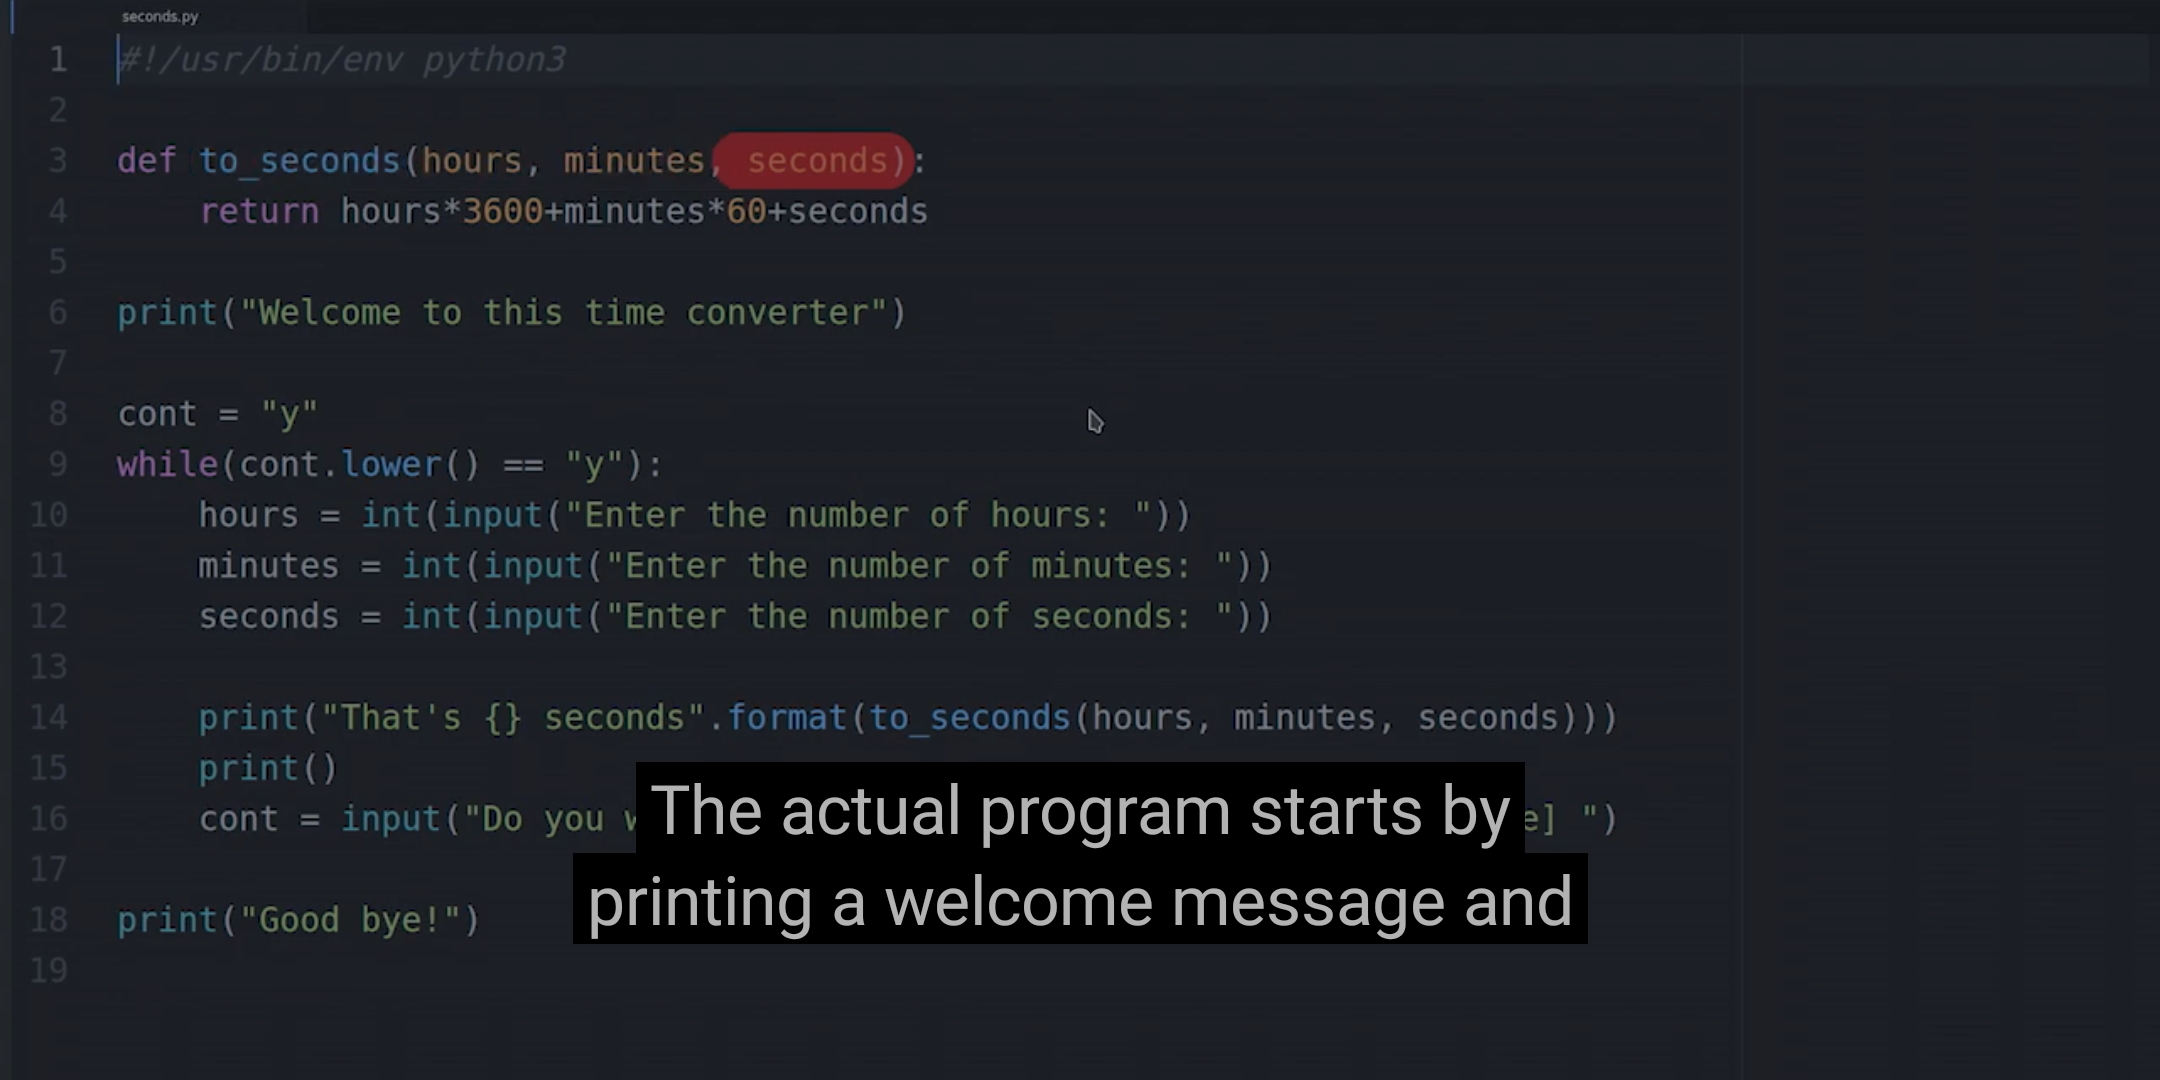 seconds.py
1 #!/usr/bin/env python3
2
3 def to_seconds(hours, minutes, seconds):
4     return hours*3600+minutes*60+seconds
5
6 print("Welcome to this time converter")
7
8 cont = "y"
9 while(cont.lower() == "y"):
10     hours = int(input("Enter the number of hours: "))
11     minutes = int(input("Enter the number of minutes: "))
12     seconds = int(input("Enter the number of seconds: "))
13
14     print("That's {} seconds".format(to_seconds(hours, minutes, seconds)))
15     print()
16     cont = input("Do you e] ")
17
18 print("Good bye!")
19
The actual program starts by
printing a welcome message and